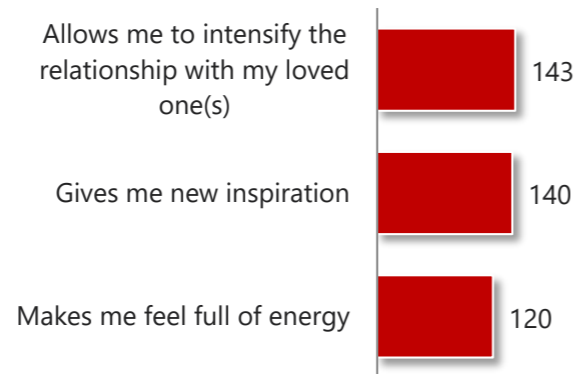 Allows me to intensify the
relationship with my loved
one(s)
143
Gives me new inspiration
140
Makes me feel full of energy
120